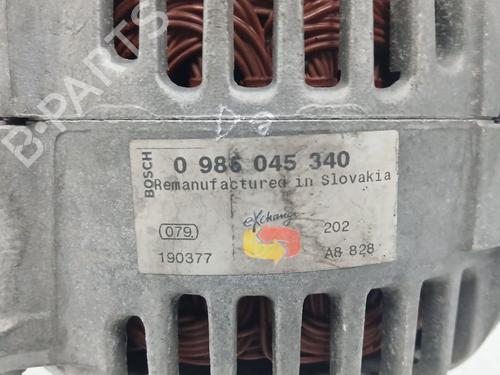 B-PARTS
BOSCH
0 986 045 340
Remanufactured in Slovakia
eXchange
079.
202
190377
A8 828